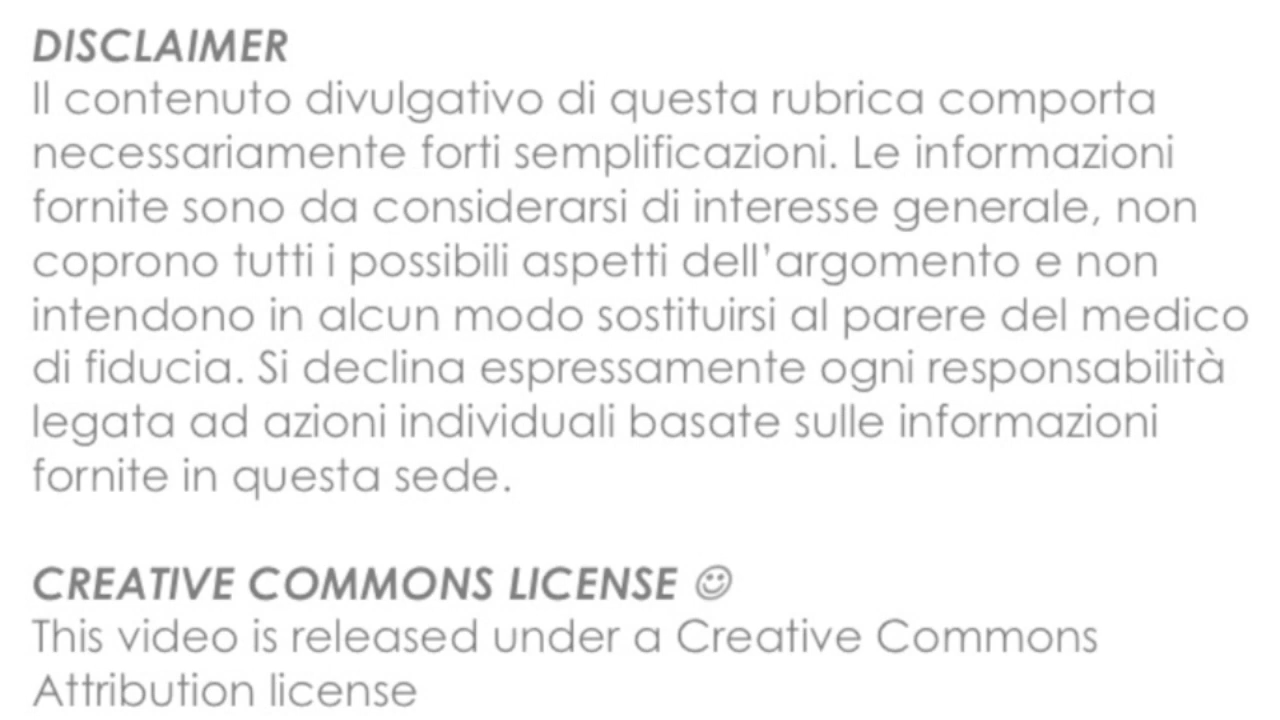 DISCLAIMER
Il contenuto divulgativo di questa rubrica comporta
necessariamente forti semplificazioni. Le informazioni
fornite sono da considerarsi di interesse generale, non
coprono tutti i possibili aspetti dell'argomento e non
intendono in alcun modo sostituirsi al parere del medico
di fiducia. Si declina espressamente ogni responsabilità
legata ad azioni individuali basate sulle informazioni
fornite in questa sede.
CREATIVE COMMONS LICENSE ☺
This video is released under a Creative Commons
Attribution license